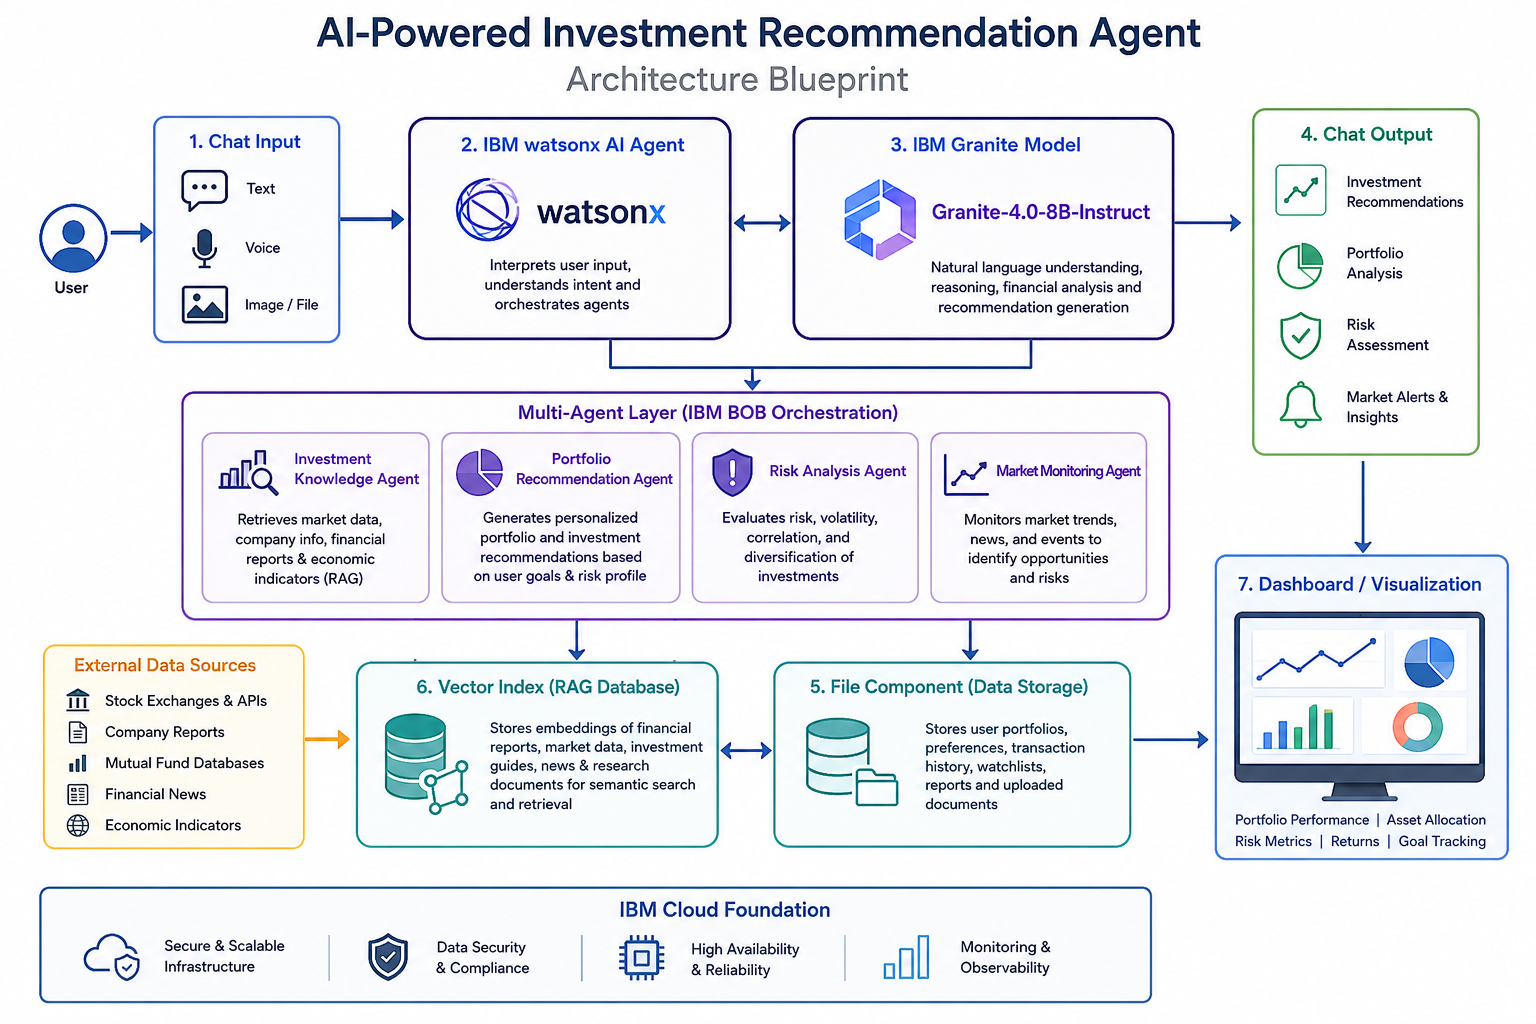 AI-Powered Investment Recommendation Agent
Architecture Blueprint
User
1. Chat Input
Text
Voice
Image / File
2. IBM watsonx AI Agent
watsonx
Interprets user input,
understands intent and
orchestrates agents
3. IBM Granite Model
Granite-4.0-8B-Instruct
Natural language understanding,
reasoning, financial analysis and
recommendation generation
4. Chat Output
Investment
Recommendations
Portfolio
Analysis
Risk
Assessment
Market Alerts &
Insights
Multi-Agent Layer (IBM BOB Orchestration)
Investment
Knowledge Agent
Retrieves market data,
company info, financial
reports & economic
indicators (RAG)
Portfolio
Recommendation Agent
Generates personalized
portfolio and investment
recommendations based
on user goals & risk profile
Risk Analysis Agent
Evaluates risk, volatility,
correlation, and
diversification of
investments
Market Monitoring Agent
Monitors market trends,
news, and events to
identify opportunities
and risks
External Data Sources
Stock Exchanges & APIs
Company Reports
Mutual Fund Databases
Financial News
Economic Indicators
6. Vector Index (RAG Database)
Stores embeddings of financial
reports, market data, investment
guides, news & research
documents for semantic search
and retrieval
5. File Component (Data Storage)
Stores user portfolios,
preferences, transaction
history, watchlists,
reports and uploaded
documents
7. Dashboard / Visualization
Portfolio Performance | Asset Allocation
Risk Metrics | Returns | Goal Tracking
IBM Cloud Foundation
Secure & Scalable
Infrastructure
Data Security
& Compliance
High Availability
& Reliability
Monitoring &
Observability